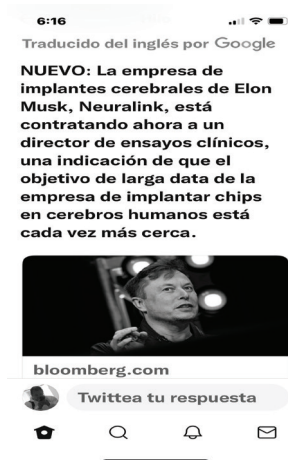 6:16
Traducido del inglés por Google
NUEVO: La empresa de
implantes cerebrales de Elon
Musk, Neuralink, está
contratando ahora a un
director de ensayos clínicos,
una indicación de que el
objetivo de larga data de la
empresa de implantar chips
en cerebros humanos está
cada vez más cerca.
bloomberg.com
Twittea tu respuesta